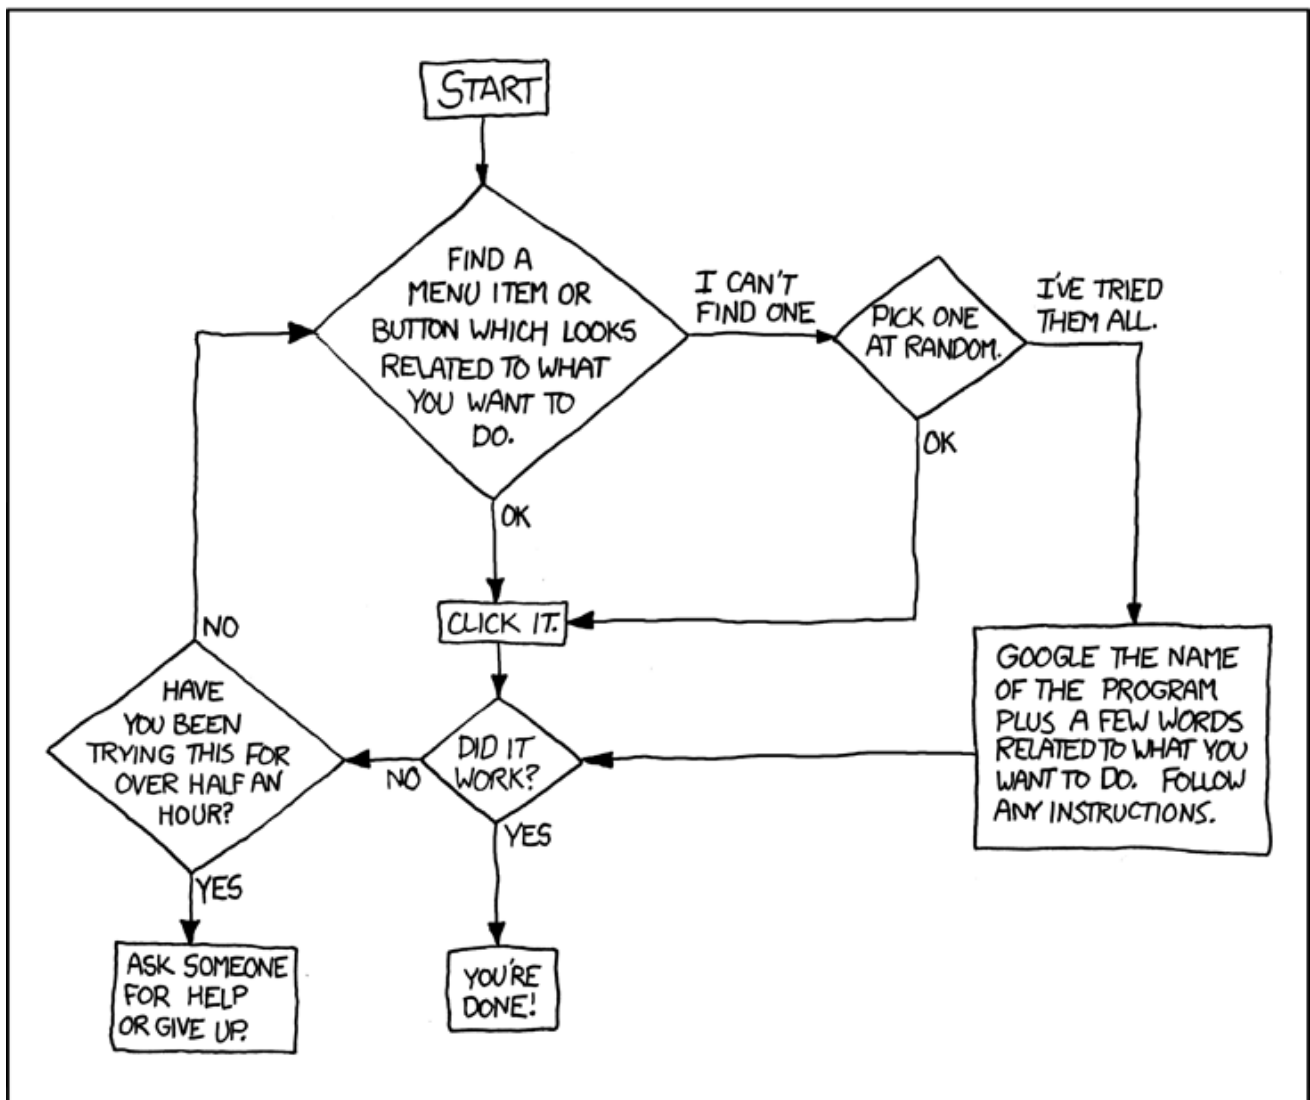 START
FIND A
MENU ITEM OR
BUTTON WHICH LOOKS
RELATED TO WHAT
YOU WANT TO
DO.
I CAN'T
FIND ONE
PICK ONE
AT RANDOM.
I'VE TRIED
THEM ALL.
OK
OK
CLICK IT.
NO
HAVE
YOU BEEN
TRYING THIS FOR
OVER HALF AN
HOUR?
NO
DID IT
WORK?
GOOGLE THE NAME
OF THE PROGRAM
PLUS A FEW WORDS
RELATED TO WHAT YOU
WANT TO DO. FOLLOW
ANY INSTRUCTIONS.
YES
YES
ASK SOMEONE
FOR HELP
OR GIVE UP.
YOU'RE
DONE!